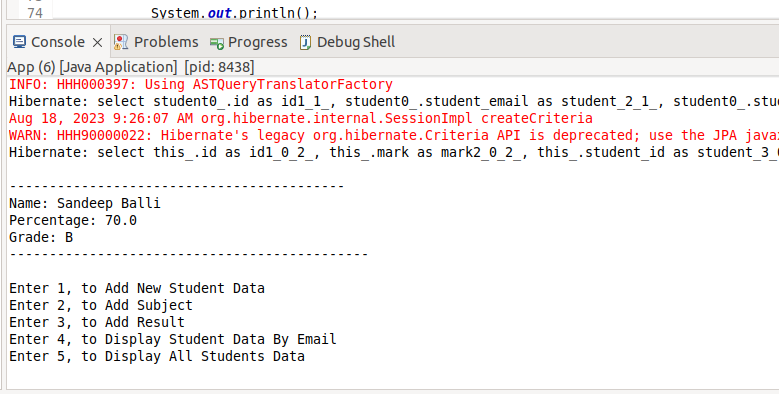 74 System.out.println();
Console Problems Progress Debug Shell
App (6) [Java Application] [pid: 8438]
INFO: HHH000397: Using ASTQueryTranslatorFactory
Hibernate: select student0_.id as id1_1_, student0_.student_email as student_2_1_, student0_.stu
Aug 18, 2023 9:26:07 AM org.hibernate.internal.SessionImpl createCriteria
WARN: HHH90000022: Hibernate's legacy org.hibernate.Criteria API is deprecated; use the JPA javax
Hibernate: select this_.id as id1_0_2_, this_.mark as mark2_0_2_, this_.student_id as student_3_
------------------------------------------
Name: Sandeep Balli
Percentage: 70.0
Grade: B
---------------------------------------------
Enter 1, to Add New Student Data
Enter 2, to Add Subject
Enter 3, to Add Result
Enter 4, to Display Student Data By Email
Enter 5, to Display All Students Data